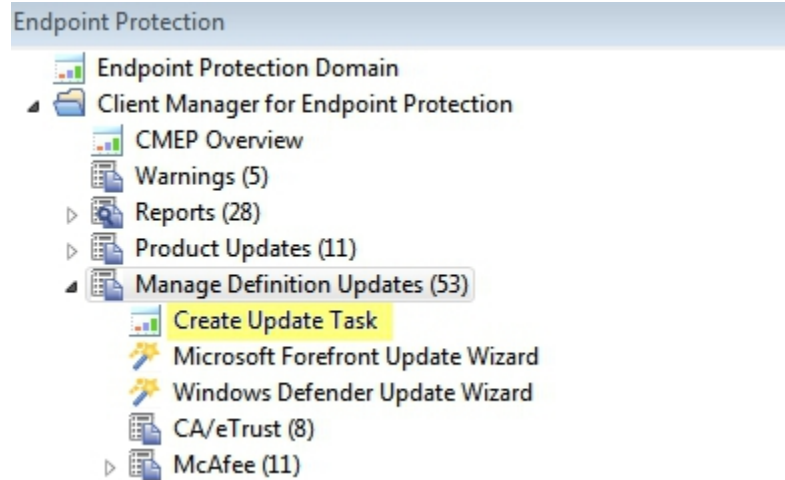 Endpoint Protection
Endpoint Protection Domain
Client Manager for Endpoint Protection
CMEP Overview
Warnings (5)
Reports (28)
Product Updates (11)
Manage Definition Updates (53)
Create Update Task
Microsoft Forefront Update Wizard
Windows Defender Update Wizard
CA/eTrust (8)
McAfee (11)